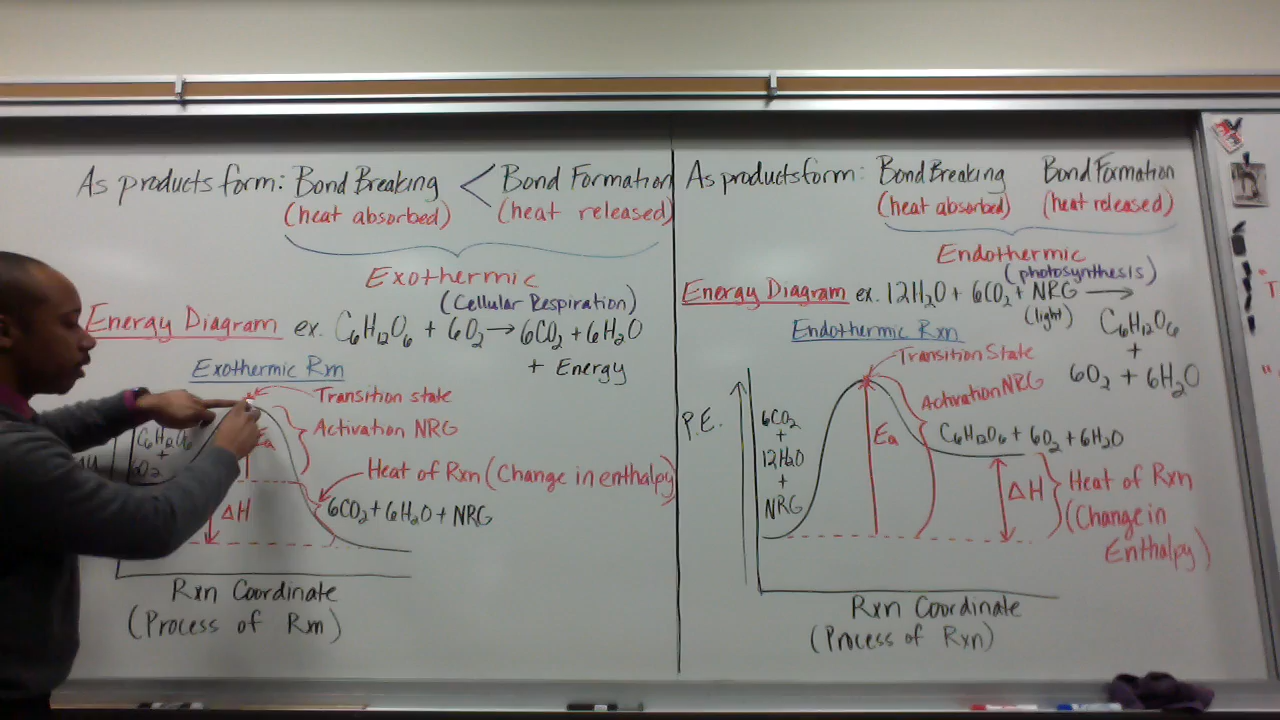 As products form: Bond Breaking < Bond Formation
(heat absorbed) (heat released)
Exothermic
(Cellular Respiration)
Energy Diagram ex. C₆H₁₂O₆ + 6O₂ → 6CO₂ + 6H₂O
+ Energy
Exothermic Rxn
Transition state
Activation NRG
C₆H₁₂O₆
+
6O₂
Ea
Heat of Rxn (Change in enthalpy)
ΔH
6CO₂ + 6H₂O + NRG
Rxn Coordinate
(Process of Rxn)
As products form: Bond Breaking Bond Formation
(heat absorbed) (heat released)
Endothermic
(photosynthesis)
Energy Diagram ex. 12H₂O + 6CO₂ + NRG →
(light)
C₆H₁₂O₆
+
6O₂ + 6H₂O
Endothermic Rxn
Transition State
Activation NRG
P.E.
6CO₂
+
12H₂O
+
NRG
Ea
C₆H₁₂O₆ + 6O₂ + 6H₂O
ΔH
Heat of Rxn
(Change in
Enthalpy)
Rxn Coordinate
(Process of Rxn)